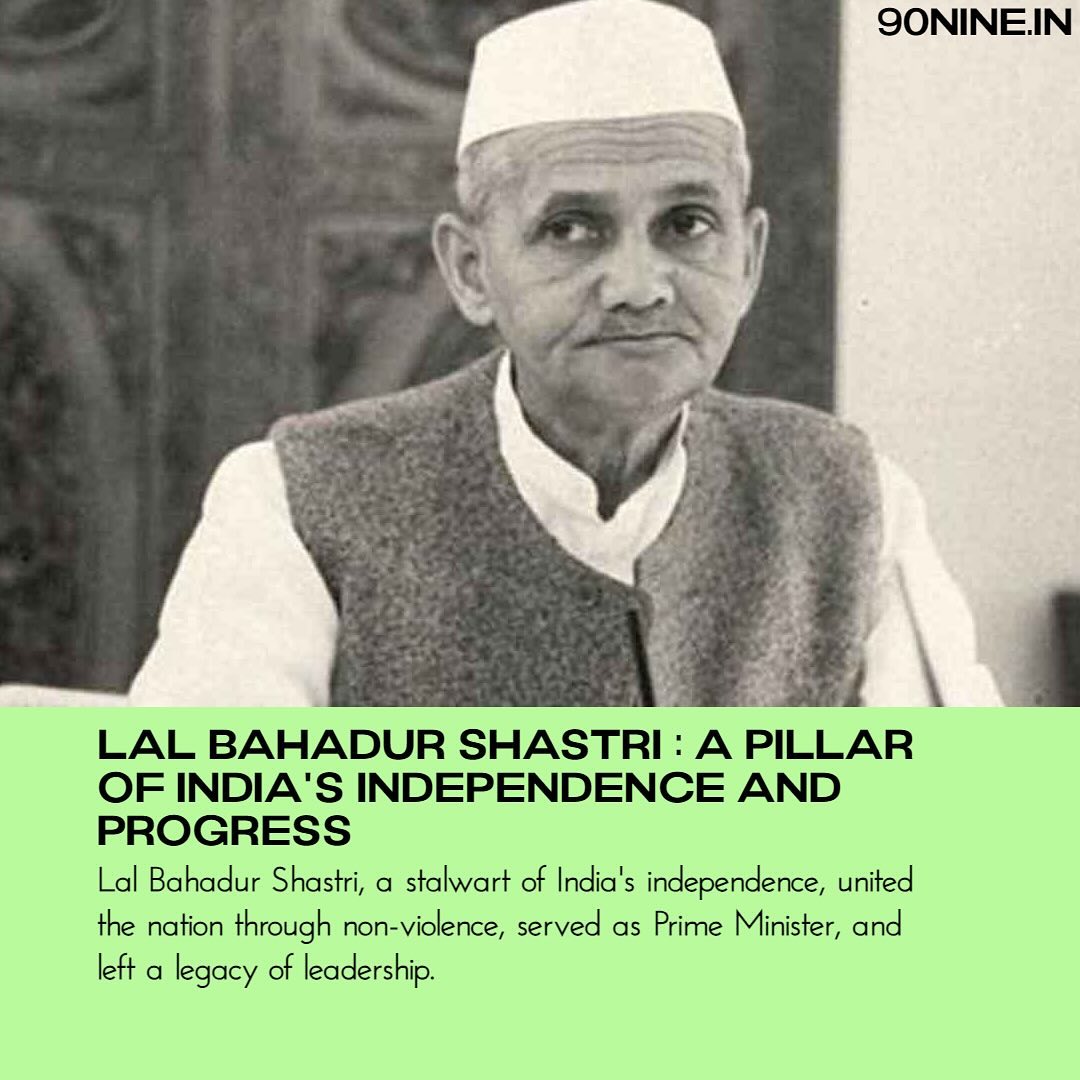 90NINE.IN
LAL BAHADUR SHASTRI : A PILLAR
OF INDIA'S INDEPENDENCE AND
PROGRESS
Lal Bahadur Shastri, a stalwart of India's independence, united
the nation through non-violence, served as Prime Minister, and
left a legacy of leadership.